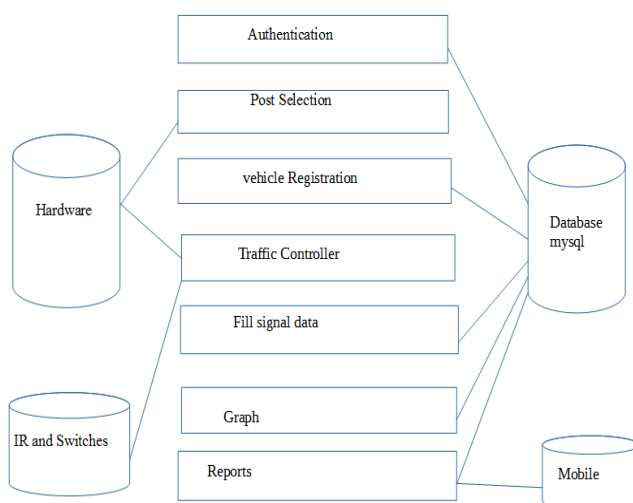 Authentication
Post Selection
vehicle Registration
Hardware
Database
mysql
Traffic Controller
Fill signal data
Graph
IR and Switches
Reports
Mobile